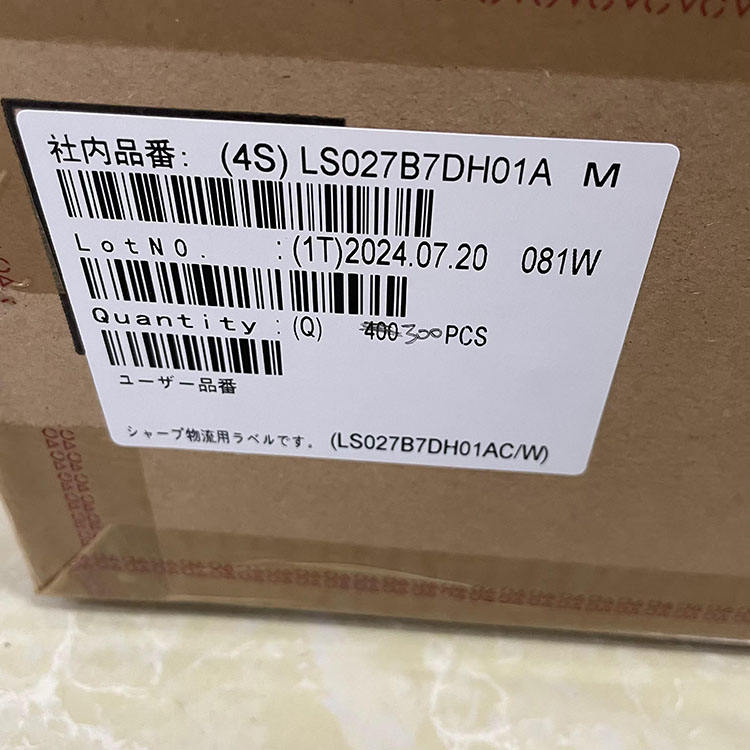 社内品番: (4S) LS027B7DH01A M
LotNO. :(1T)2024.07.20 081W
Quantity :(Q) 400 300 PCS
ユーザー品番
シャープ物流用ラベルです。 (LS027B7DH01AC/W)